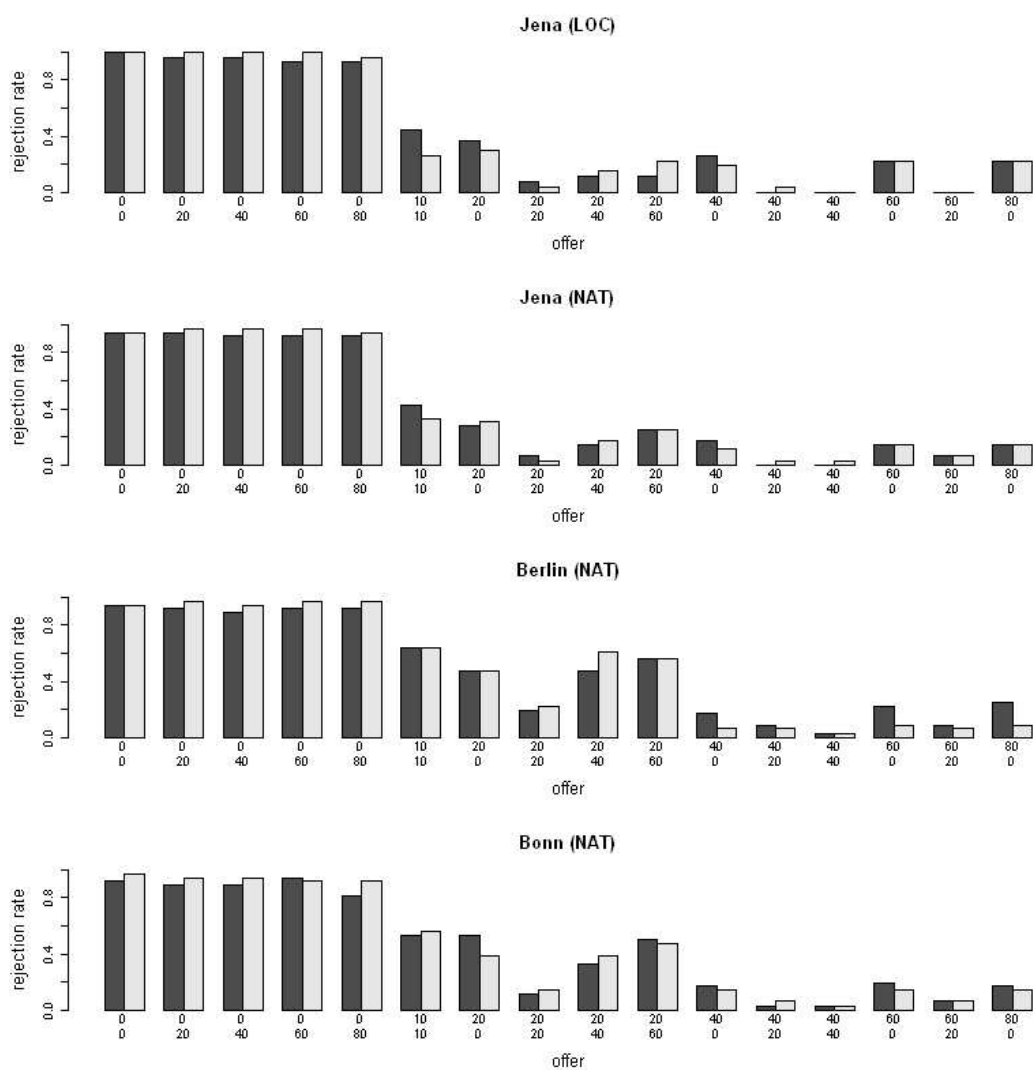 Jena (LOC)
rejection rate
0.0 0.4 0.8
0 0 0 0 0 10 20 20 20 20 40 40 40 60 60 80
0 20 40 60 80 10 0 20 40 60 0 20 40 0 20 0
offer
Jena (NAT)
rejection rate
0.0 0.4 0.8
0 0 0 0 0 10 20 20 20 20 40 40 40 60 60 80
0 20 40 60 80 10 0 20 40 60 0 20 40 0 20 0
offer
Berlin (NAT)
rejection rate
0.0 0.4 0.8
0 0 0 0 0 10 20 20 20 20 40 40 40 60 60 80
0 20 40 60 80 10 0 20 40 60 0 20 40 0 20 0
offer
Bonn (NAT)
rejection rate
0.0 0.4 0.8
0 0 0 0 0 10 20 20 20 20 40 40 40 60 60 80
0 20 40 60 80 10 0 20 40 60 0 20 40 0 20 0
offer